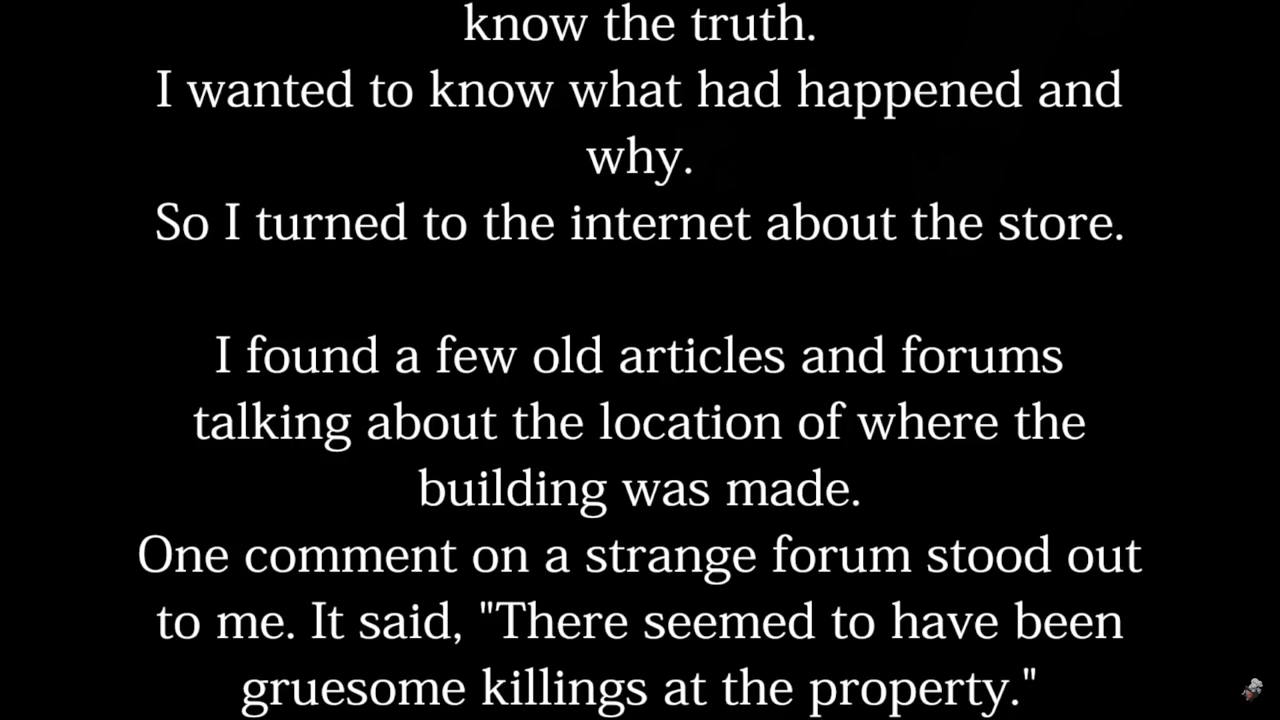 know the truth.
I wanted to know what had happened and
why.
So I turned to the internet about the store.
I found a few old articles and forums
talking about the location of where the
building was made.
One comment on a strange forum stood out
to me. It said, "There seemed to have been
gruesome killings at the property."